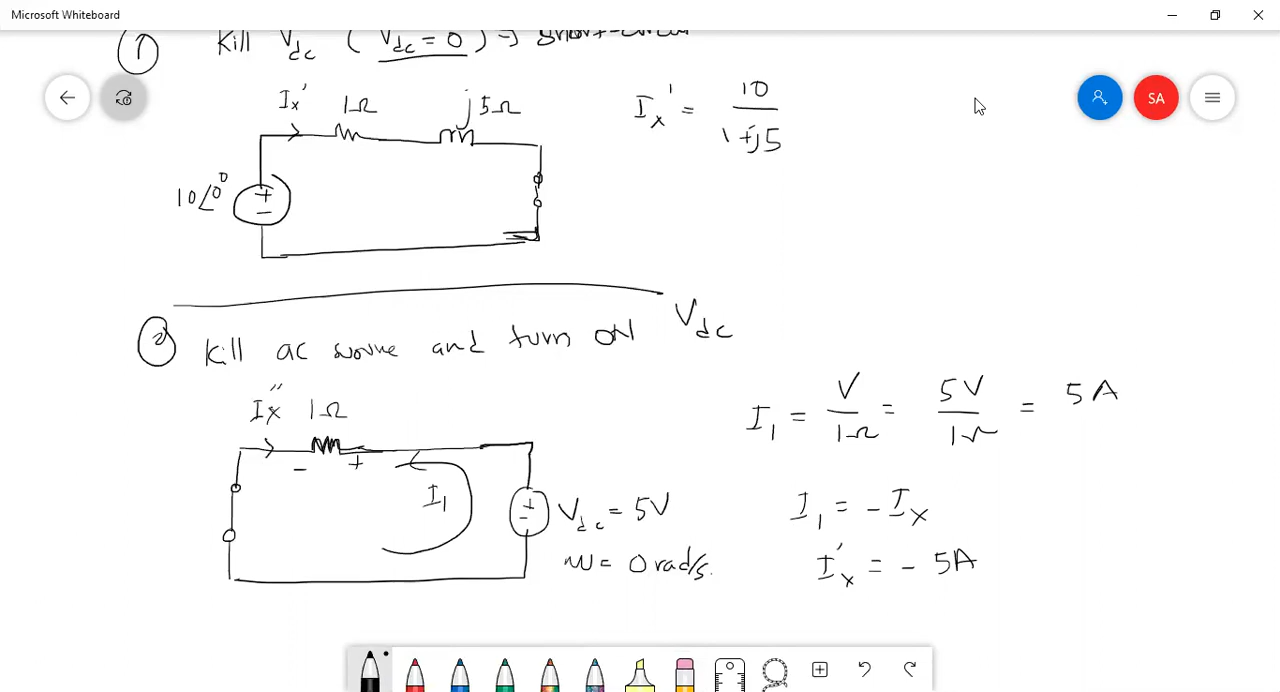 Microsoft Whiteboard
① Kill Vdc ( Vdc = 0 ) → short-circuit
SA
Ix' 1Ω j5Ω
10∠0°
+
−
Ix' = 10 / 1+j5
② Kill ac source and turn on Vdc
Ix'' 1Ω
− +
I1
+
−
Vdc = 5V
w = 0 rad/s.
I1 = V / 1Ω = 5V / 1Ω = 5A
I1 = - Ix
I'x = - 5A